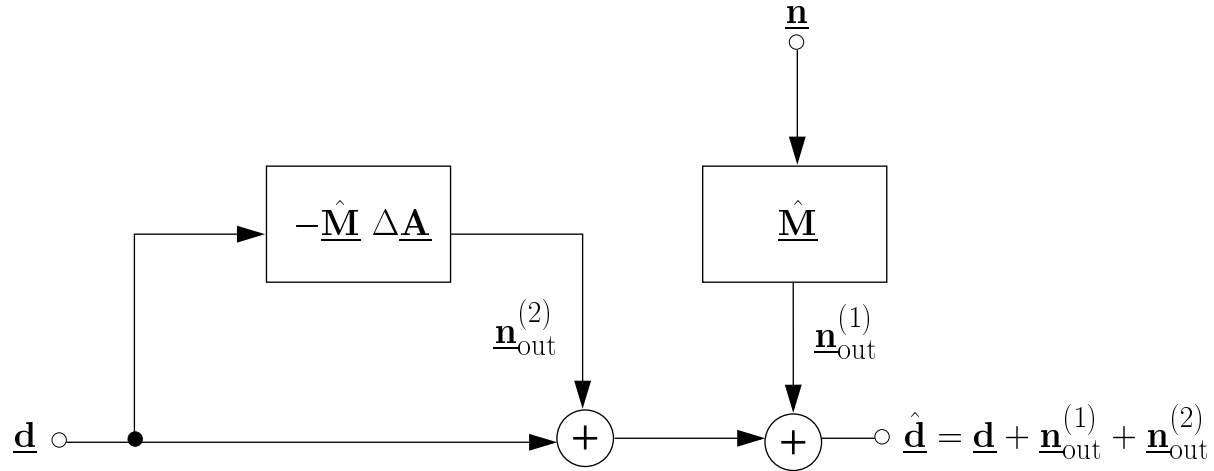 n
−M̂ ΔA
M̂
n_out^(2)
n_out^(1)
d
+
+
d̂ = d + n_out^(1) + n_out^(2)